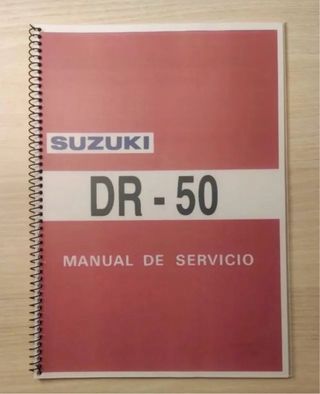 SUZUKI
DR - 50
MANUAL DE SERVICIO